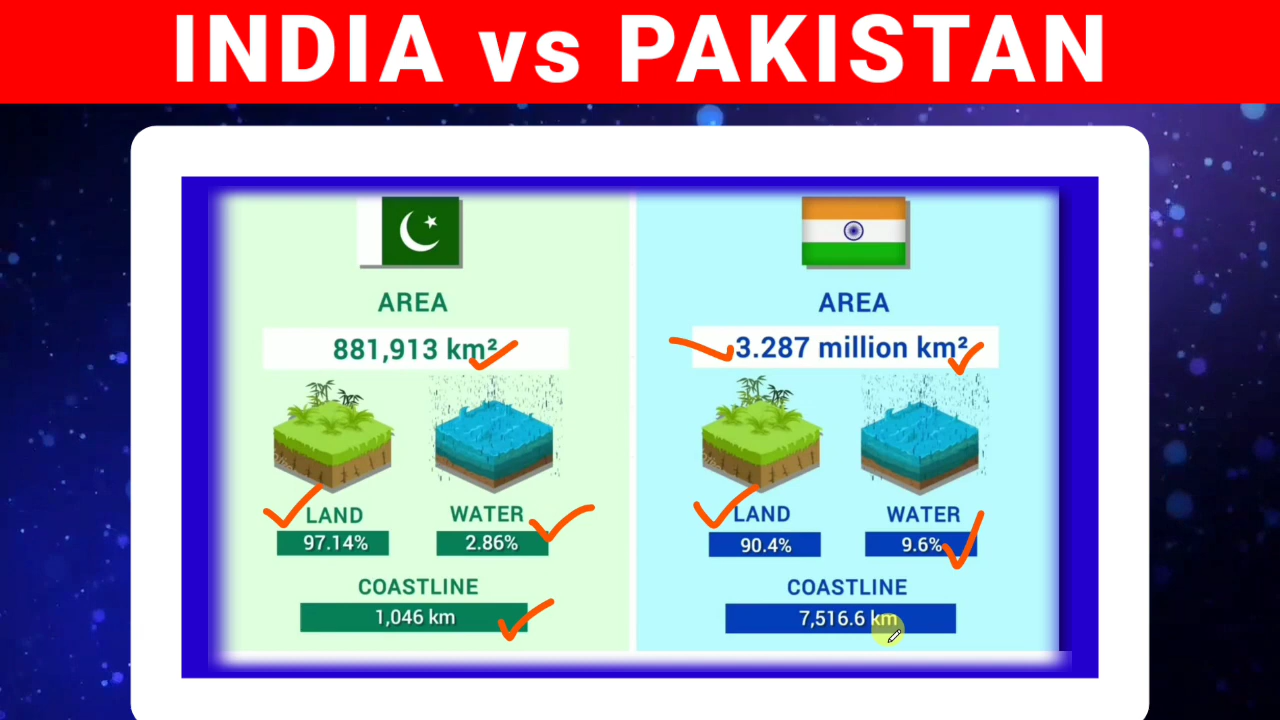 INDIA vs PAKISTAN
AREA
881,913 km²
LAND
97.14%
WATER
2.86%
COASTLINE
1,046 km
AREA
3.287 million km²
LAND
90.4%
WATER
9.6%
COASTLINE
7,516.6 km